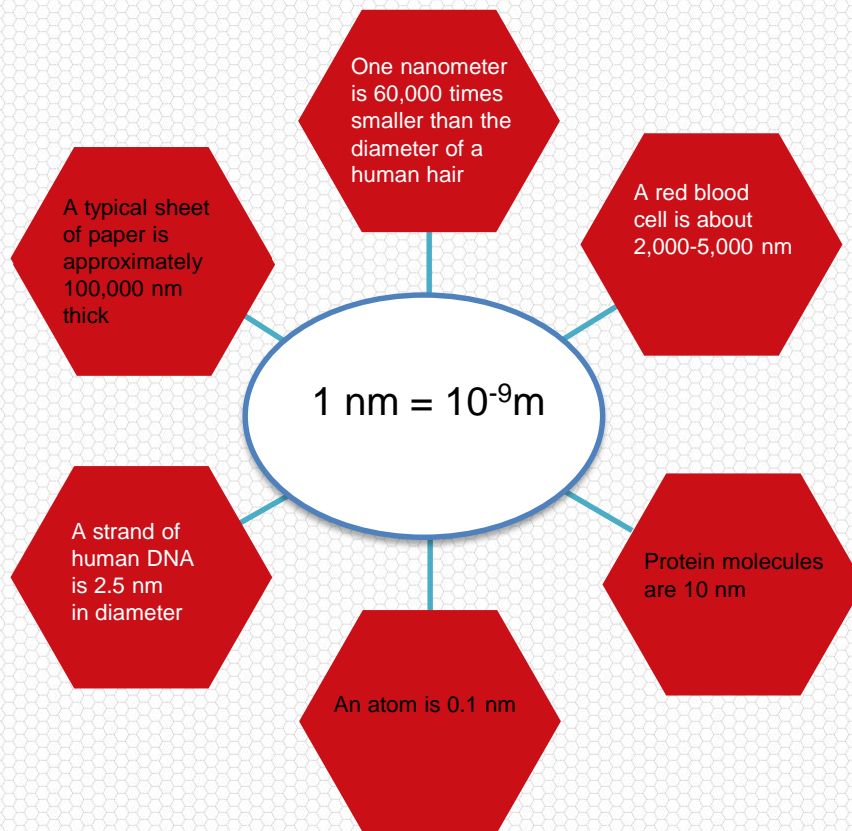 One nanometer
is 60,000 times
smaller than the
diameter of a
human hair
A red blood
cell is about
2,000-5,000 nm
A typical sheet
of paper is
approximately
100,000 nm
thick
1 nm = 10⁻⁹m
A strand of
human DNA
is 2.5 nm
in diameter
Protein molecules
are 10 nm
An atom is 0.1 nm